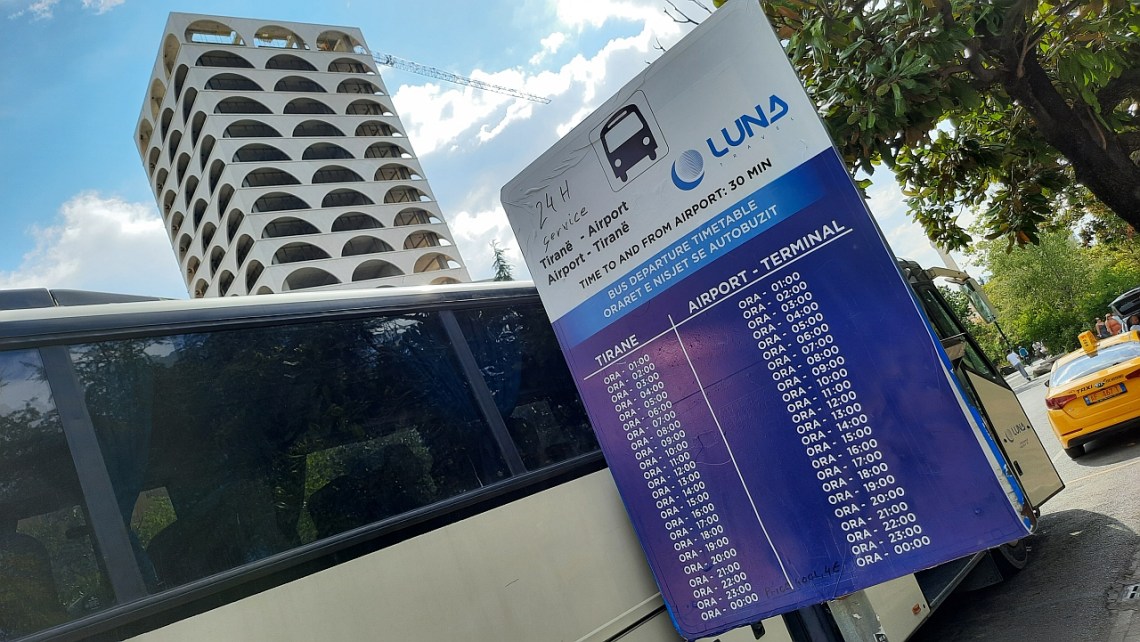 LUNA
TRAVEL
24 H
Service
Tiranë - Airport
Airport - Tiranë
TIME TO AND FROM AIRPORT: 30 MIN
BUS DEPARTURE TIMETABLE
ORARET E NISJET SE AUTOBUZIT
TIRANE
AIRPORT - TERMINAL
ORA - 01:00
ORA - 02:00
ORA - 03:00
ORA - 04:00
ORA - 05:00
ORA - 06:00
ORA - 07:00
ORA - 08:00
ORA - 09:00
ORA - 10:00
ORA - 11:00
ORA - 12:00
ORA - 13:00
ORA - 14:00
ORA - 15:00
ORA - 16:00
ORA - 17:00
ORA - 18:00
ORA - 19:00
ORA - 20:00
ORA - 21:00
ORA - 22:00
ORA - 23:00
ORA - 00:00
ORA - 01:00
ORA - 02:00
ORA - 03:00
ORA - 04:00
ORA - 05:00
ORA - 06:00
ORA - 07:00
ORA - 08:00
ORA - 09:00
ORA - 10:00
ORA - 11:00
ORA - 12:00
ORA - 13:00
ORA - 14:00
ORA - 15:00
ORA - 16:00
ORA - 17:00
ORA - 18:00
ORA - 19:00
ORA - 20:00
ORA - 21:00
ORA - 22:00
ORA - 23:00
ORA - 00:00
LUNA
TAXI